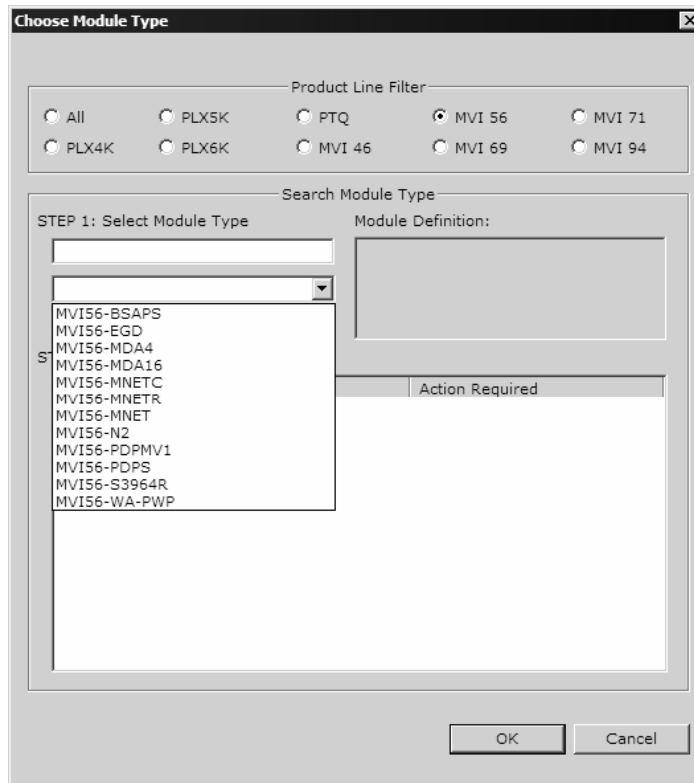 Choose Module Type
Product Line Filter
All PLX5K PTQ MVI 56 MVI 71
PLX4K PLX6K MVI 46 MVI 69 MVI 94
Search Module Type
STEP 1: Select Module Type Module Definition:
MVI56-BSAPS
MVI56-EGD
MVI56-MDA4
MVI56-MDA16
MVI56-MNETC
MVI56-MNETR
MVI56-MNET
MVI56-N2
MVI56-PDPMV1
MVI56-PDPS
MVI56-S3964R
MVI56-WA-PWP
Action Required
OK Cancel